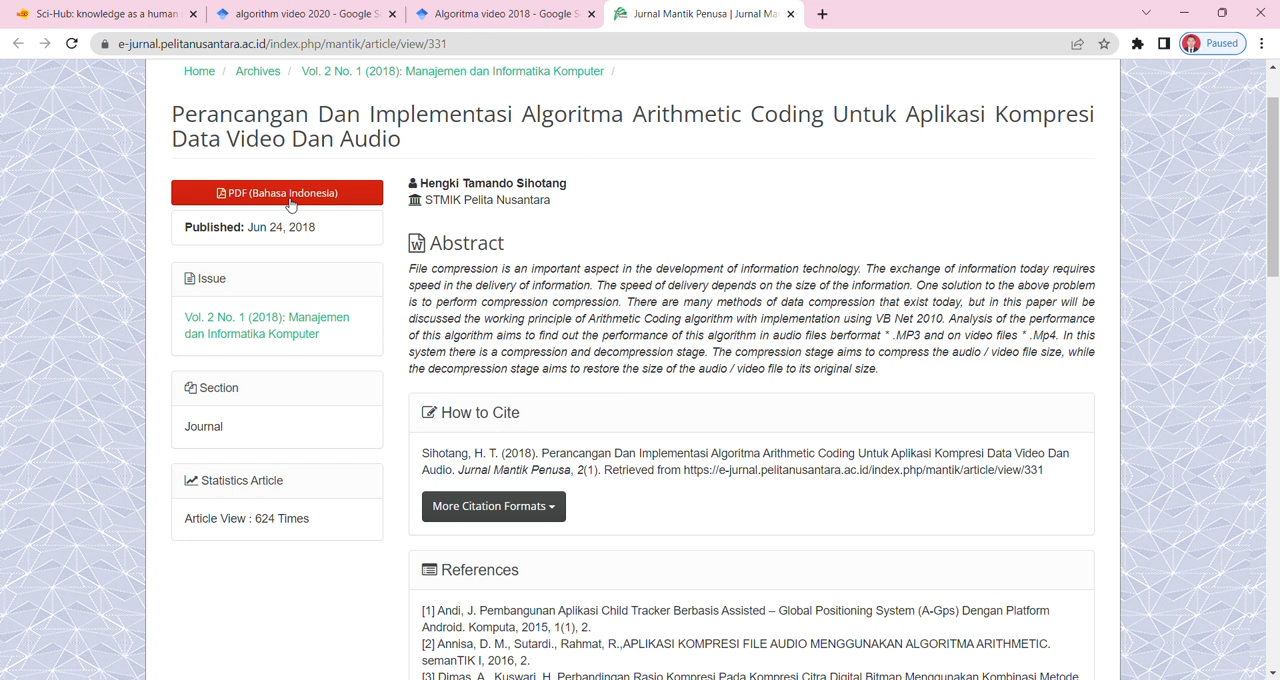 Sci-Hub: knowledge as a human
algorithm video 2020 - Google S
Algoritma video 2018 - Google S
Jurnal Mantik Penusa | Jurnal Ma
e-jurnal.pelitanusantara.ac.id/index.php/mantik/article/view/331
Paused
Home / Archives / Vol. 2 No. 1 (2018): Manajemen dan Informatika Komputer /
Perancangan Dan Implementasi Algoritma Arithmetic Coding Untuk Aplikasi Kompresi
Data Video Dan Audio
PDF (Bahasa Indonesia)
Published: Jun 24, 2018
Issue
Vol. 2 No. 1 (2018): Manajemen
dan Informatika Komputer
Section
Journal
Statistics Article
Article View : 624 Times
Hengki Tamando Sihotang
STMIK Pelita Nusantara
Abstract
File compression is an important aspect in the development of information technology. The exchange of information today requires
speed in the delivery of information. The speed of delivery depends on the size of the information. One solution to the above problem
is to perform compression compression. There are many methods of data compression that exist today, but in this paper will be
discussed the working principle of Arithmetic Coding algorithm with implementation using VB Net 2010. Analysis of the performance
of this algorithm aims to find out the performance of this algorithm in audio files berformat * .MP3 and on video files * .Mp4. In this
system there is a compression and decompression stage. The compression stage aims to compress the audio / video file size, while
the decompression stage aims to restore the size of the audio / video file to its original size.
How to Cite
Sihotang, H. T. (2018). Perancangan Dan Implementasi Algoritma Arithmetic Coding Untuk Aplikasi Kompresi Data Video Dan
Audio. Jurnal Mantik Penusa, 2(1). Retrieved from https://e-jurnal.pelitanusantara.ac.id/index.php/mantik/article/view/331
More Citation Formats
References
[1] Andi, J. Pembangunan Aplikasi Child Tracker Berbasis Assisted – Global Positioning System (A-Gps) Dengan Platform
Android. Komputa, 2015, 1(1), 2.
[2] Annisa, D. M., Sutardi., Rahmat, R.,APLIKASI KOMPRESI FILE AUDIO MENGGUNAKAN ALGORITMA ARITHMETIC.
semanTIK I, 2016, 2.
[3] Dimas, A., Kuswari, H. Perbandingan Rasio Kompresi Pada Kompresi Citra Digital Bitmap Menggunakan Kombinasi Metode